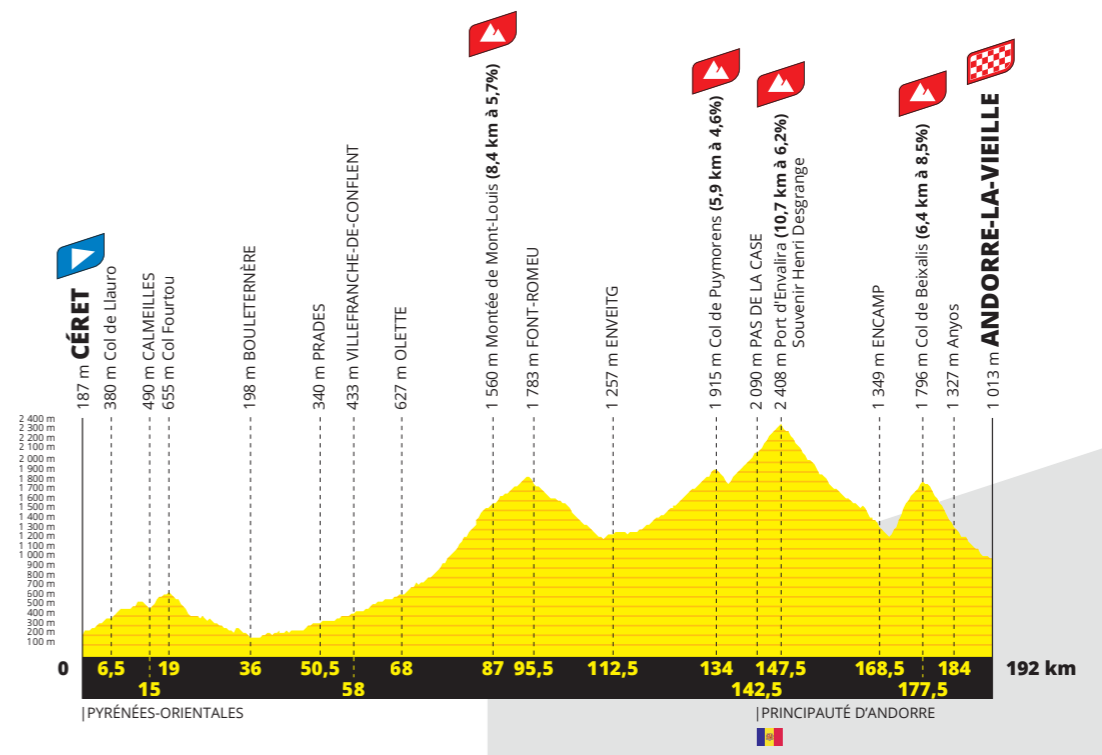 187 m CÉRET
380 m Col de Llauro
490 m CALMEILLES
655 m Col Fourtou
198 m BOULETERNÈRE
340 m PRADES
433 m VILLEFRANCHE-DE-CONFLENT
627 m OLETTE
1 560 m Montée de Mont-Louis (8,4 km à 5,7%)
1 783 m FONT-ROMEU
1 257 m ENVEITG
1 915 m Col de Puymorens (5,9 km à 4,6%)
2 090 m PAS DE LA CASE
2 408 m Port d'Envalira (10,7 km à 6,2%)
Souvenir Henri Desgrange
1 349 m ENCAMP
1 796 m Col de Beixalis (6,4 km à 8,5%)
1 327 m Anyos
1 013 m ANDORRE-LA-VIEILLE
2 400 m
2 300 m
2 200 m
2 100 m
2 000 m
1 900 m
1 800 m
1 700 m
1 600 m
1 500 m
1 400 m
1 300 m
1 200 m
1 100 m
1 000 m
900 m
800 m
700 m
600 m
500 m
400 m
300 m
200 m
100 m
0 6,5 19 36 50,5 68 87 95,5 112,5 134 147,5 168,5 184 192 km
15 58 142,5 177,5
|PYRÉNÉES-ORIENTALES |PRINCIPAUTÉ D'ANDORRE